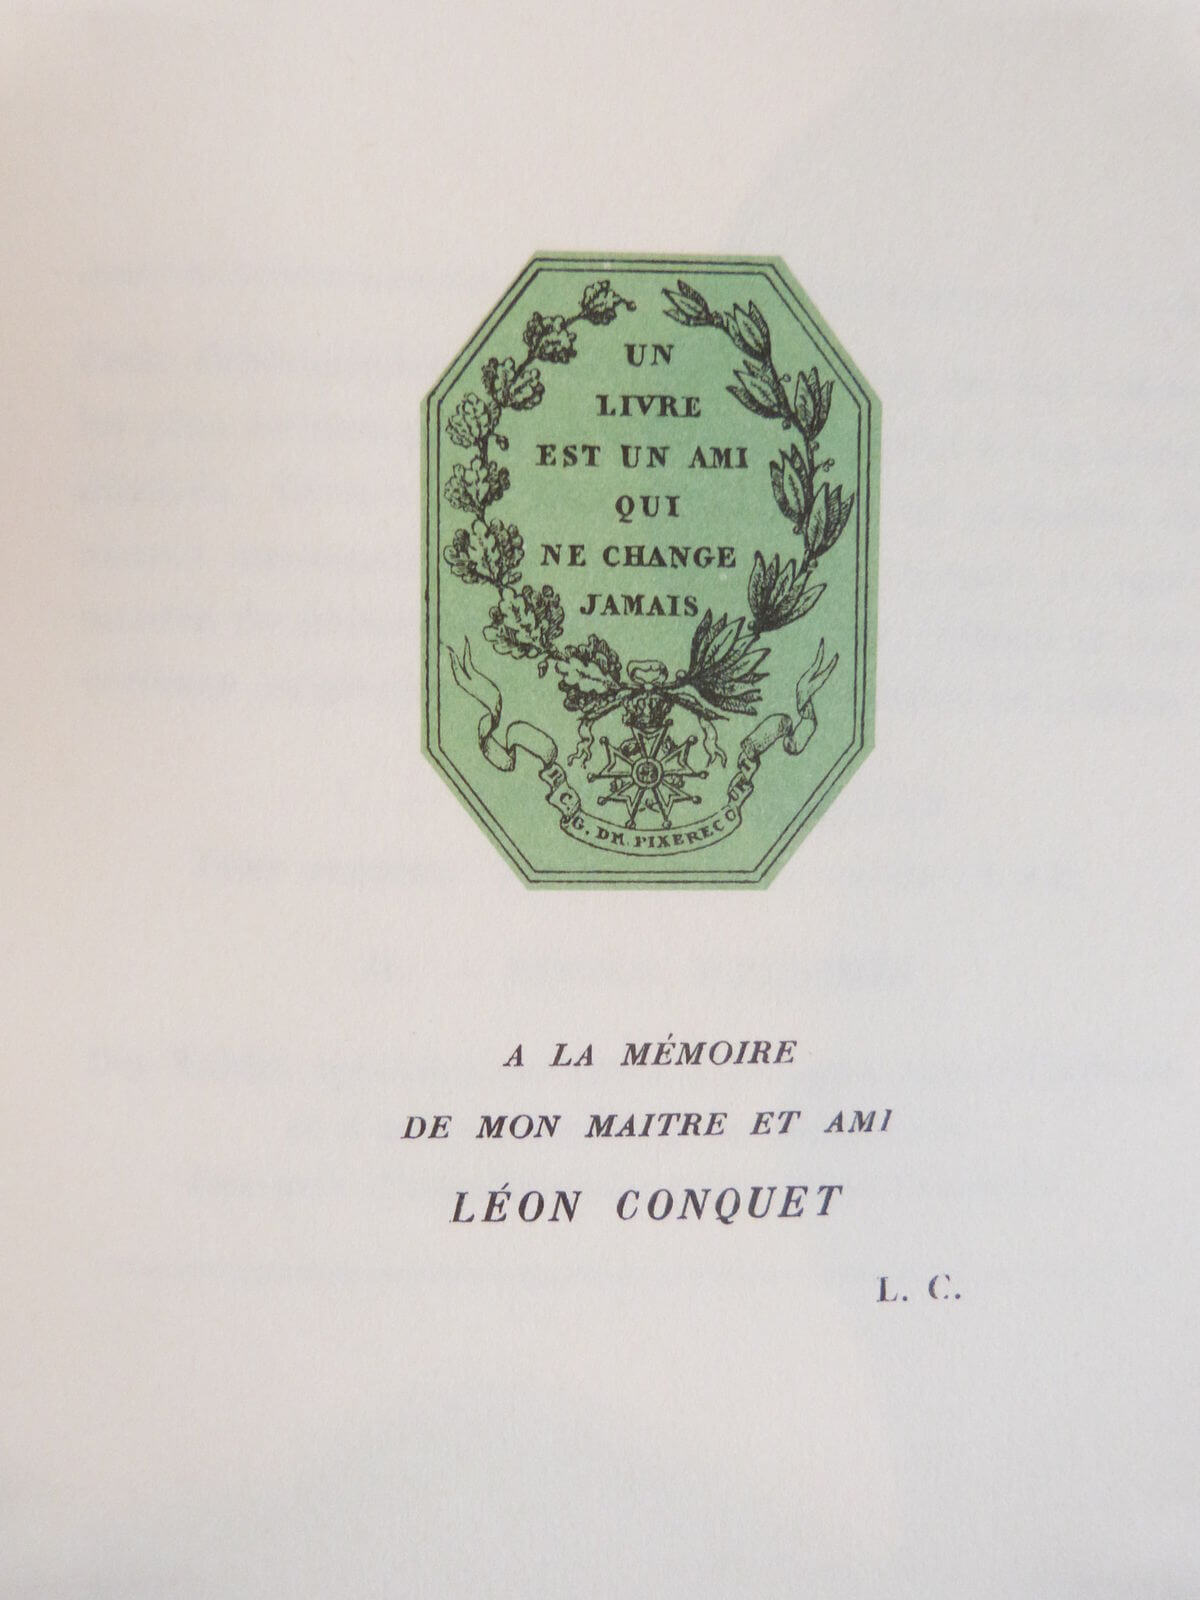 UN
LIVRE
EST UN AMI
QUI
NE CHANGE
JAMAIS
R. C. G. DM. PIXERECOURT
A LA MÉMOIRE
DE MON MAITRE ET AMI
LÉON CONQUET
L. C.